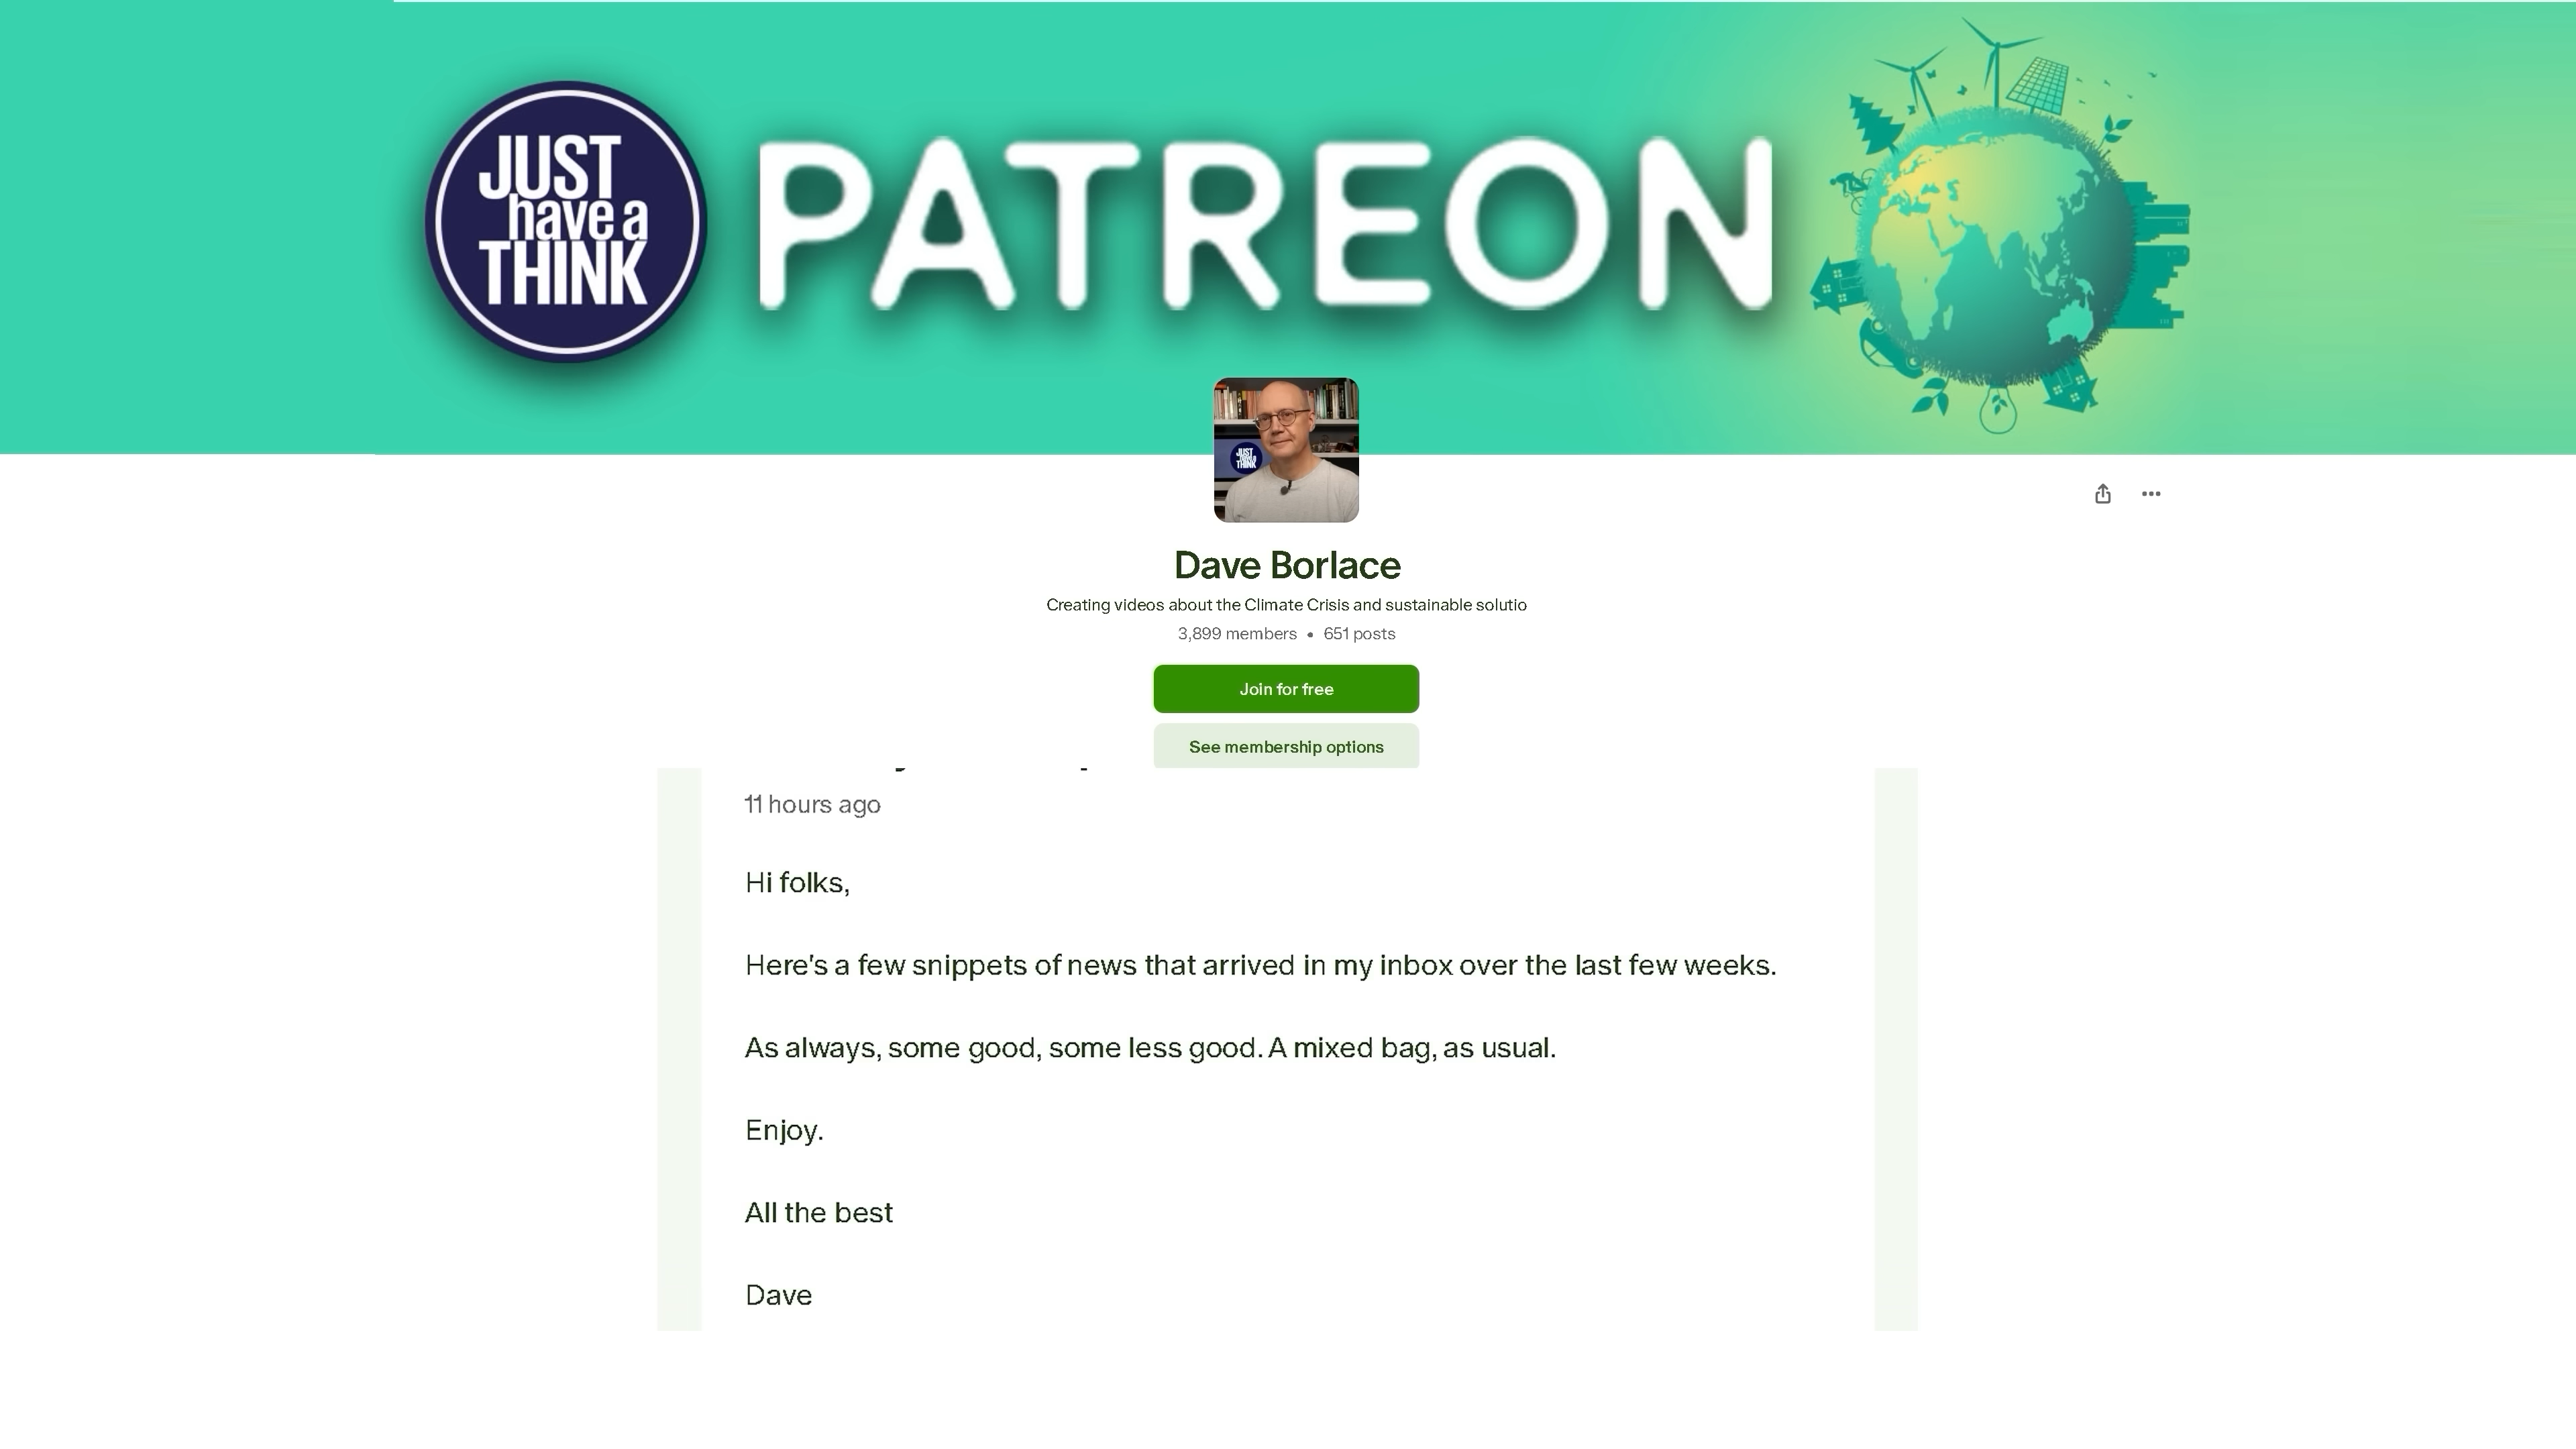 JUST
have a
THINK
PATREON
JUST
have a
THINK
Dave Borlace
Creating videos about the Climate Crisis and sustainable solutio
3,899 members • 651 posts
Join for free
See membership options
11 hours ago
Hi folks,
Here's a few snippets of news that arrived in my inbox over the last few weeks.
As always, some good, some less good. A mixed bag, as usual.
Enjoy.
All the best
Dave